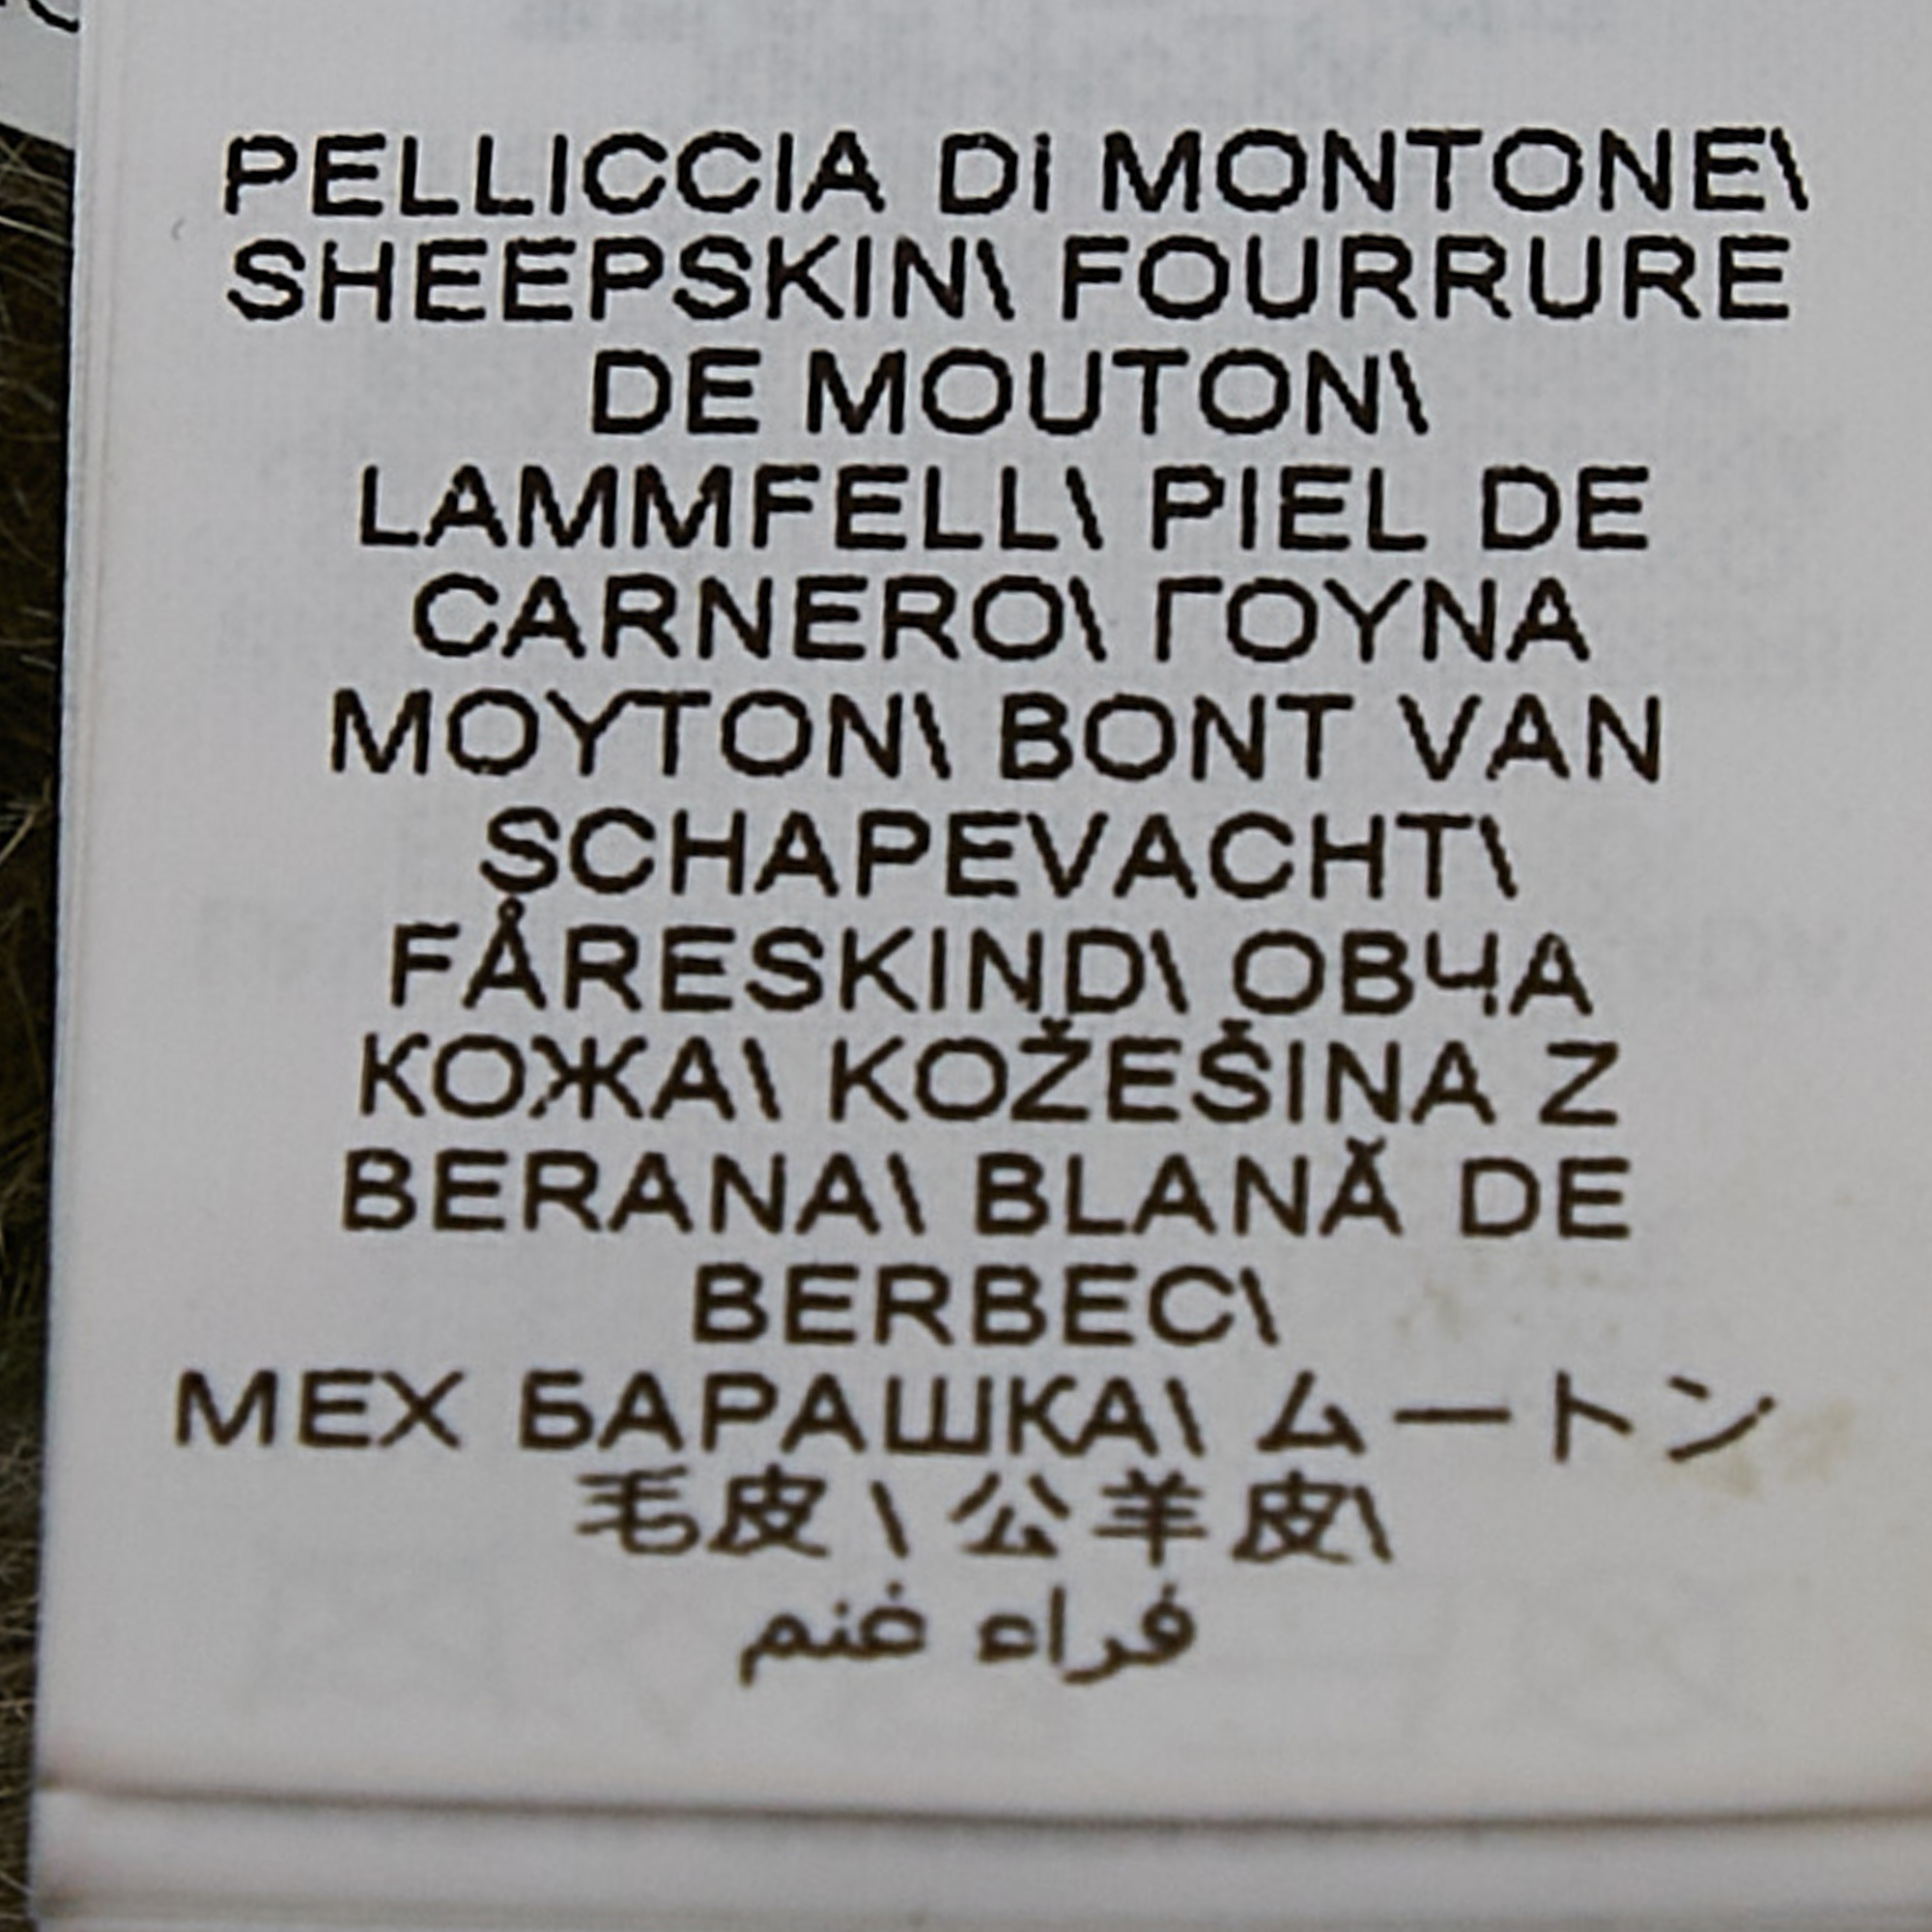 PELLICCIA Di MONTONE\
SHEEPSKIN\ FOURRURE
DE MOUTON\
LAMMFELL\ PIEL DE
CARNERO\ ΓΟΥΝΑ
ΜΟΥΤΟΝ\ BONT VAN
SCHAPEVACHT\
FÅRESKIND\ ОВЧА
КОЖА\ KOŽEŠINA Z
BERANA\ BLANĂ DE
BERBEC\
МЕХ БАРАШКА\ ムートン
毛皮\ 公羊皮\
فراء غنم